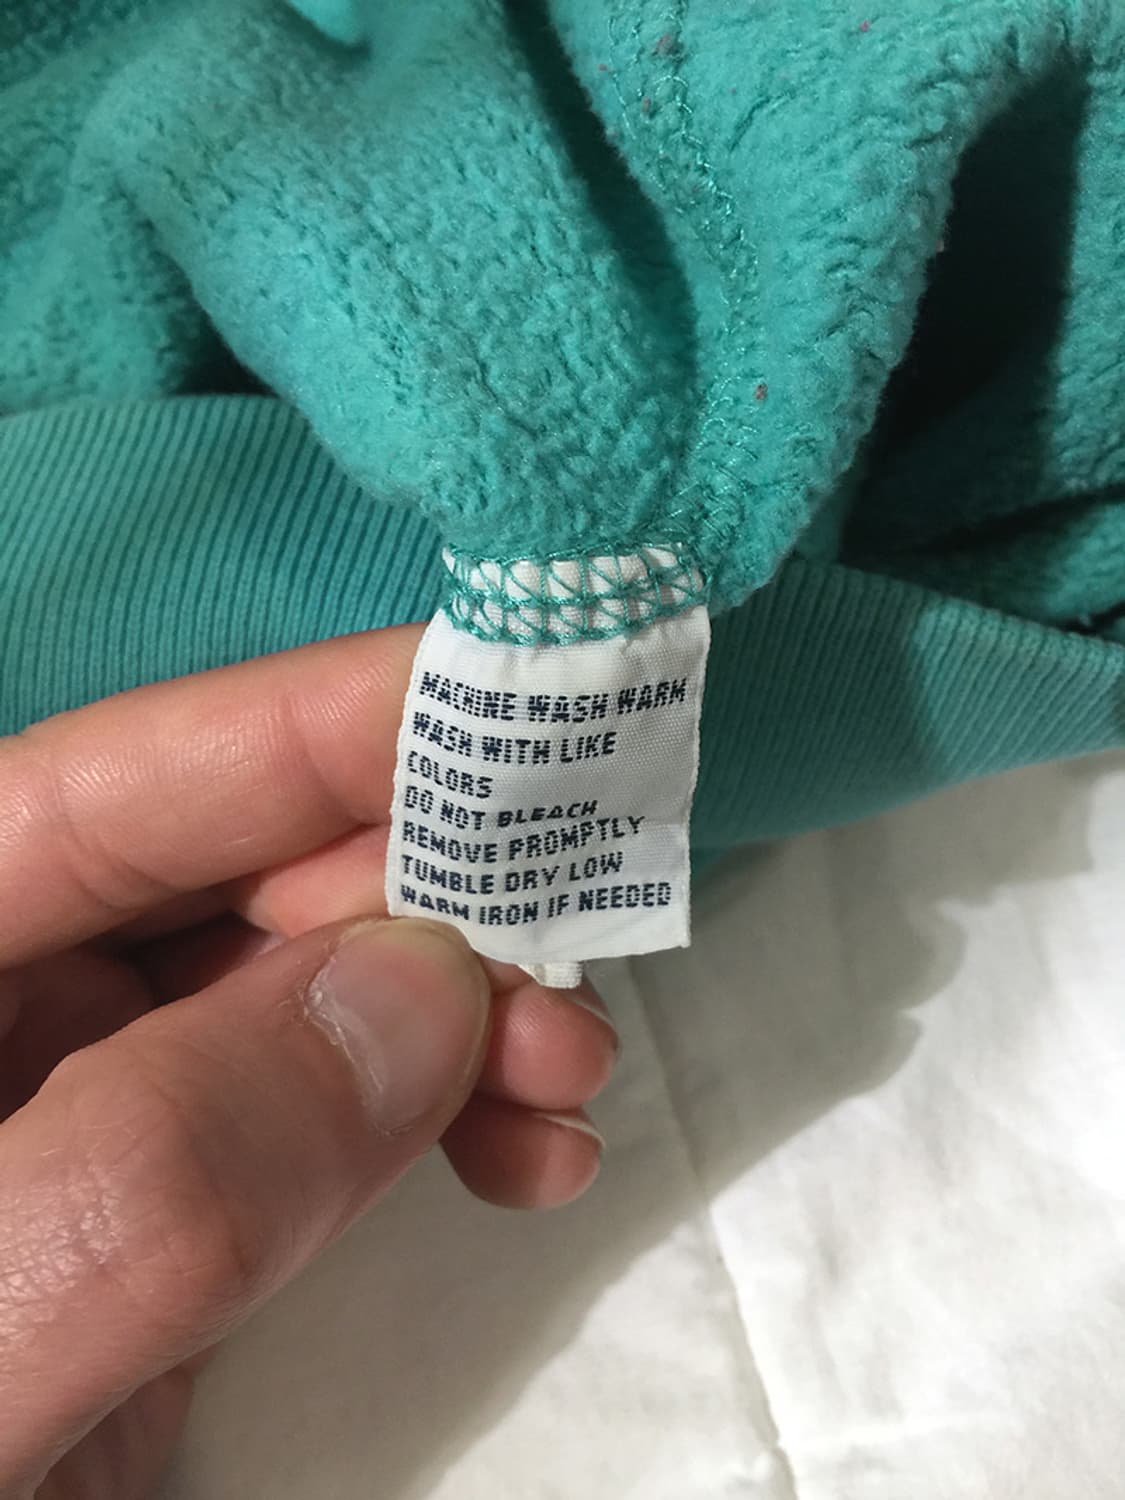 MACHINE WASH WARM
WASH WITH LIKE
COLORS
DO NOT BLEACH
REMOVE PROMPTLY
TUMBLE DRY LOW
WARM IRON IF NEEDED